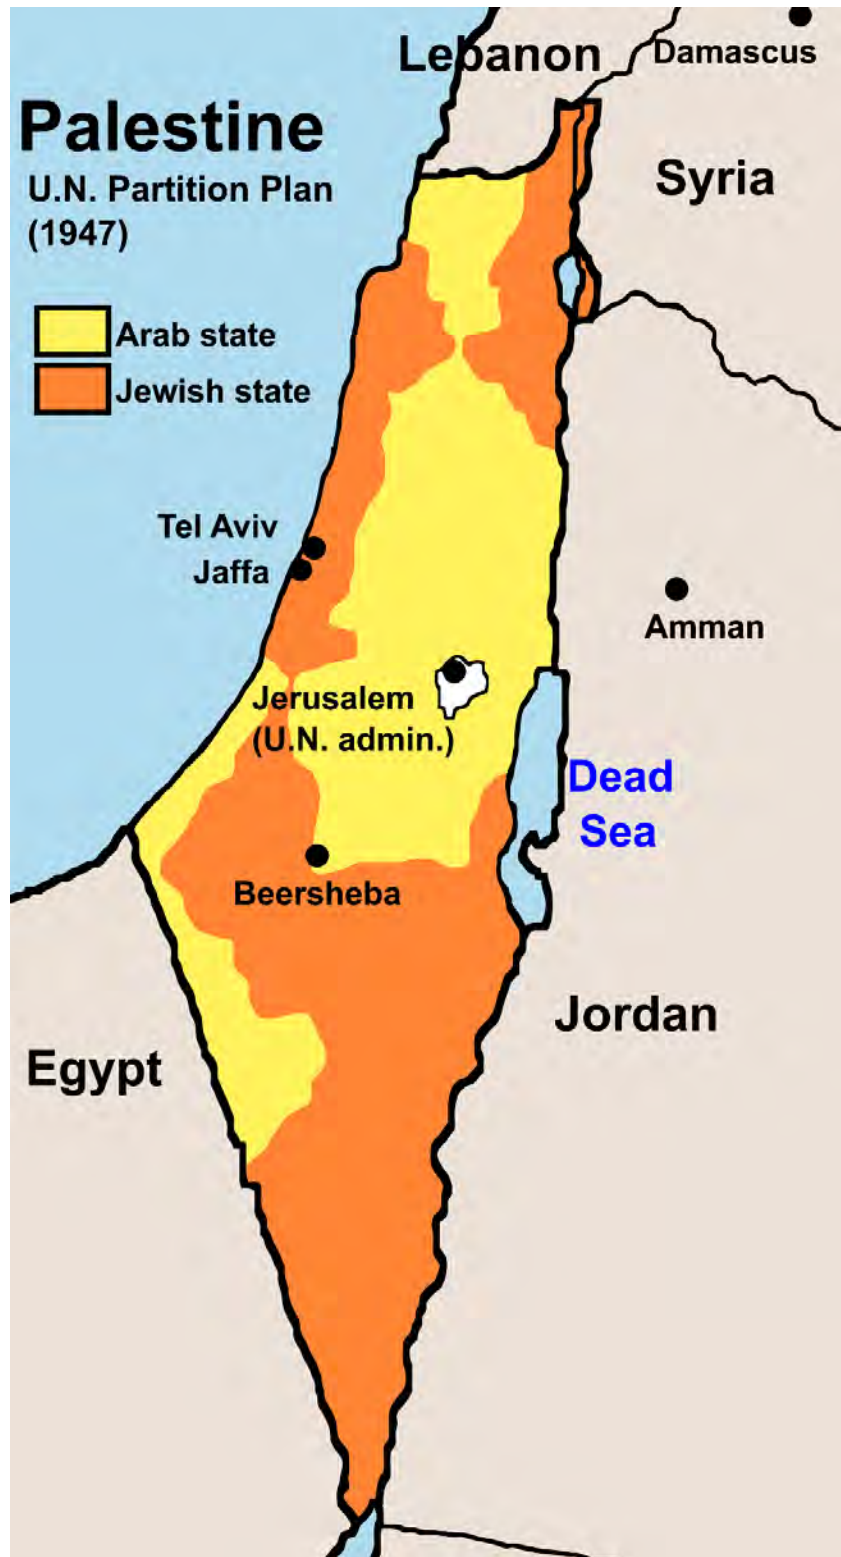 Lebanon
Damascus
Palestine
U.N. Partition Plan
(1947)
Syria
Arab state
Jewish state
Tel Aviv
Jaffa
Amman
Jerusalem
(U.N. admin.)
Dead
Sea
Beersheba
Jordan
Egypt